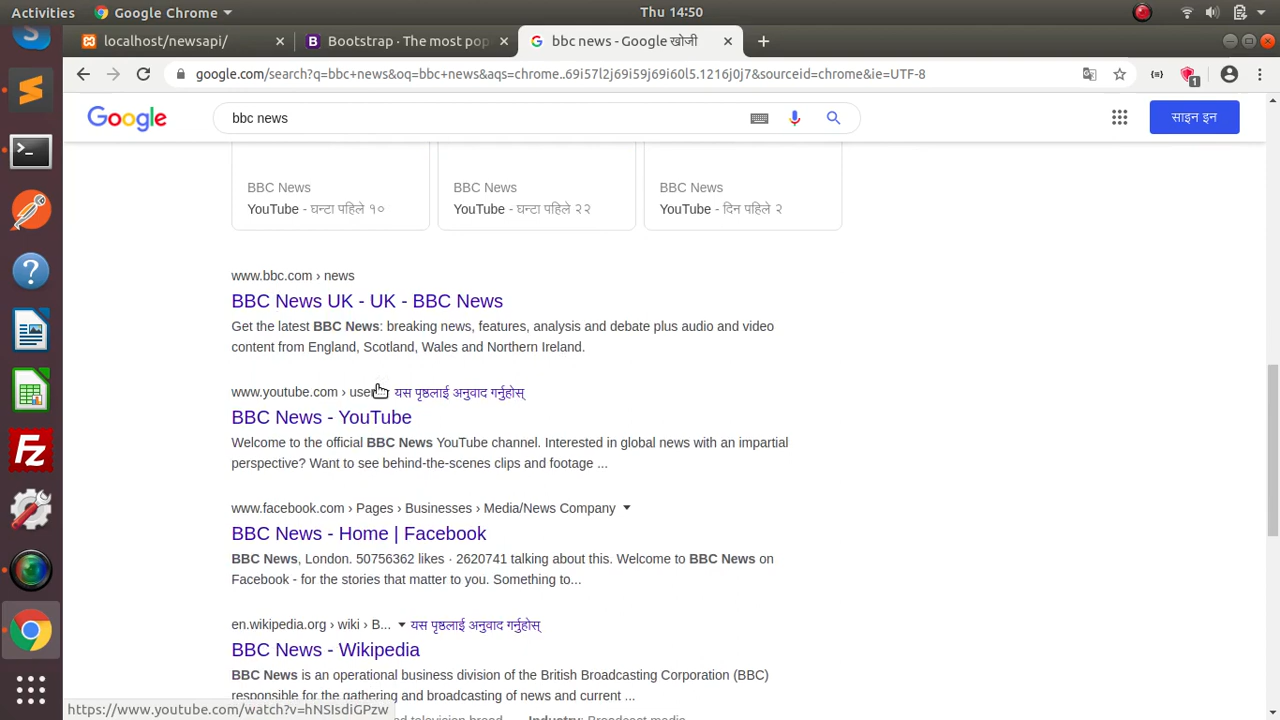 Activities
Google Chrome
Thu 14:50
localhost/newsapi/
Bootstrap · The most pop
bbc news - Google खोजी
google.com/search?q=bbc+news&oq=bbc+news&aqs=chrome..69i57l2j69i59j69i60l5.1216j0j7&sourceid=chrome&ie=UTF-8
1
Google
bbc news
साइन इन
BBC News
YouTube - घन्टा पहिले १०
BBC News
YouTube - घन्टा पहिले २२
BBC News
YouTube - दिन पहिले २
www.bbc.com › news
BBC News UK - UK - BBC News
Get the latest BBC News: breaking news, features, analysis and debate plus audio and video
content from England, Scotland, Wales and Northern Ireland.
www.youtube.com › user यस पृष्ठलाई अनुवाद गर्नुहोस्
BBC News - YouTube
Welcome to the official BBC News YouTube channel. Interested in global news with an impartial
perspective? Want to see behind-the-scenes clips and footage ...
www.facebook.com › Pages › Businesses › Media/News Company
BBC News - Home | Facebook
BBC News, London. 50756362 likes · 2620741 talking about this. Welcome to BBC News on
Facebook - for the stories that matter to you. Something to...
en.wikipedia.org › wiki › B... यस पृष्ठलाई अनुवाद गर्नुहोस्
BBC News - Wikipedia
BBC News is an operational business division of the British Broadcasting Corporation (BBC)
responsible for the gathering and broadcasting of news and current ...
https://www.youtube.com/watch?v=hNSIsdiGPzw